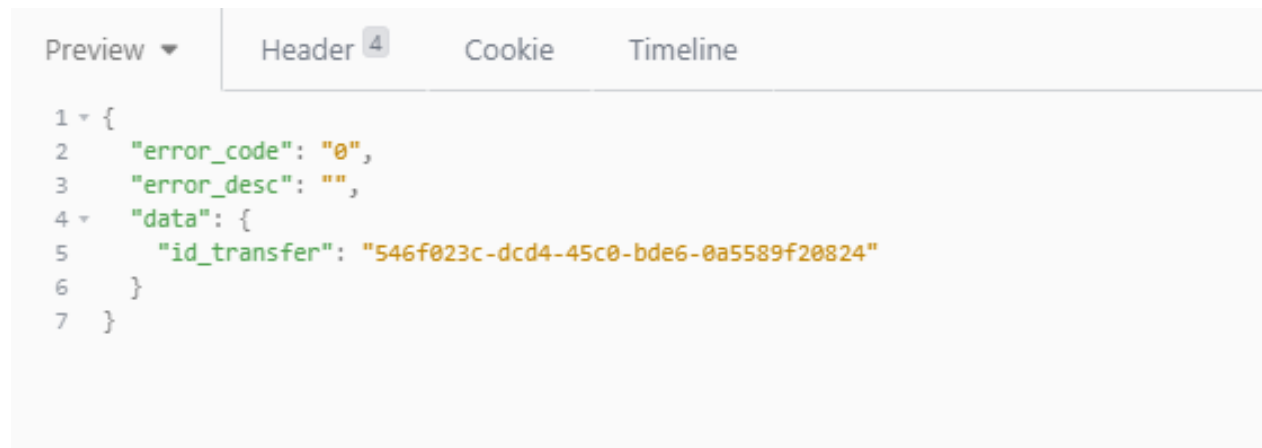 Preview Header 4 Cookie Timeline
1 {
2 "error_code": "0",
3 "error_desc": "",
4 "data": {
5 "id_transfer": "546f023c-dcd4-45c0-bde6-0a5589f20824"
6 }
7 }